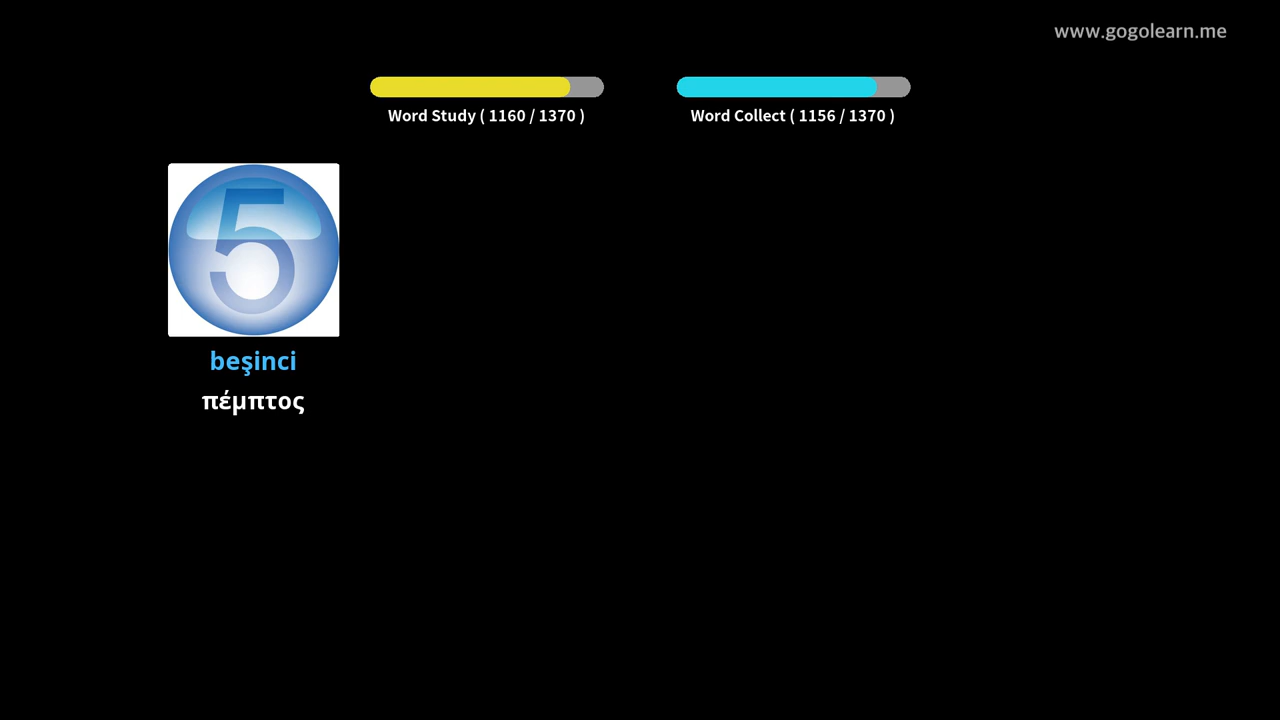 www.gogolearn.me
Word Study ( 1160 / 1370 )
Word Collect ( 1156 / 1370 )
5
beşinci
πέμπτος